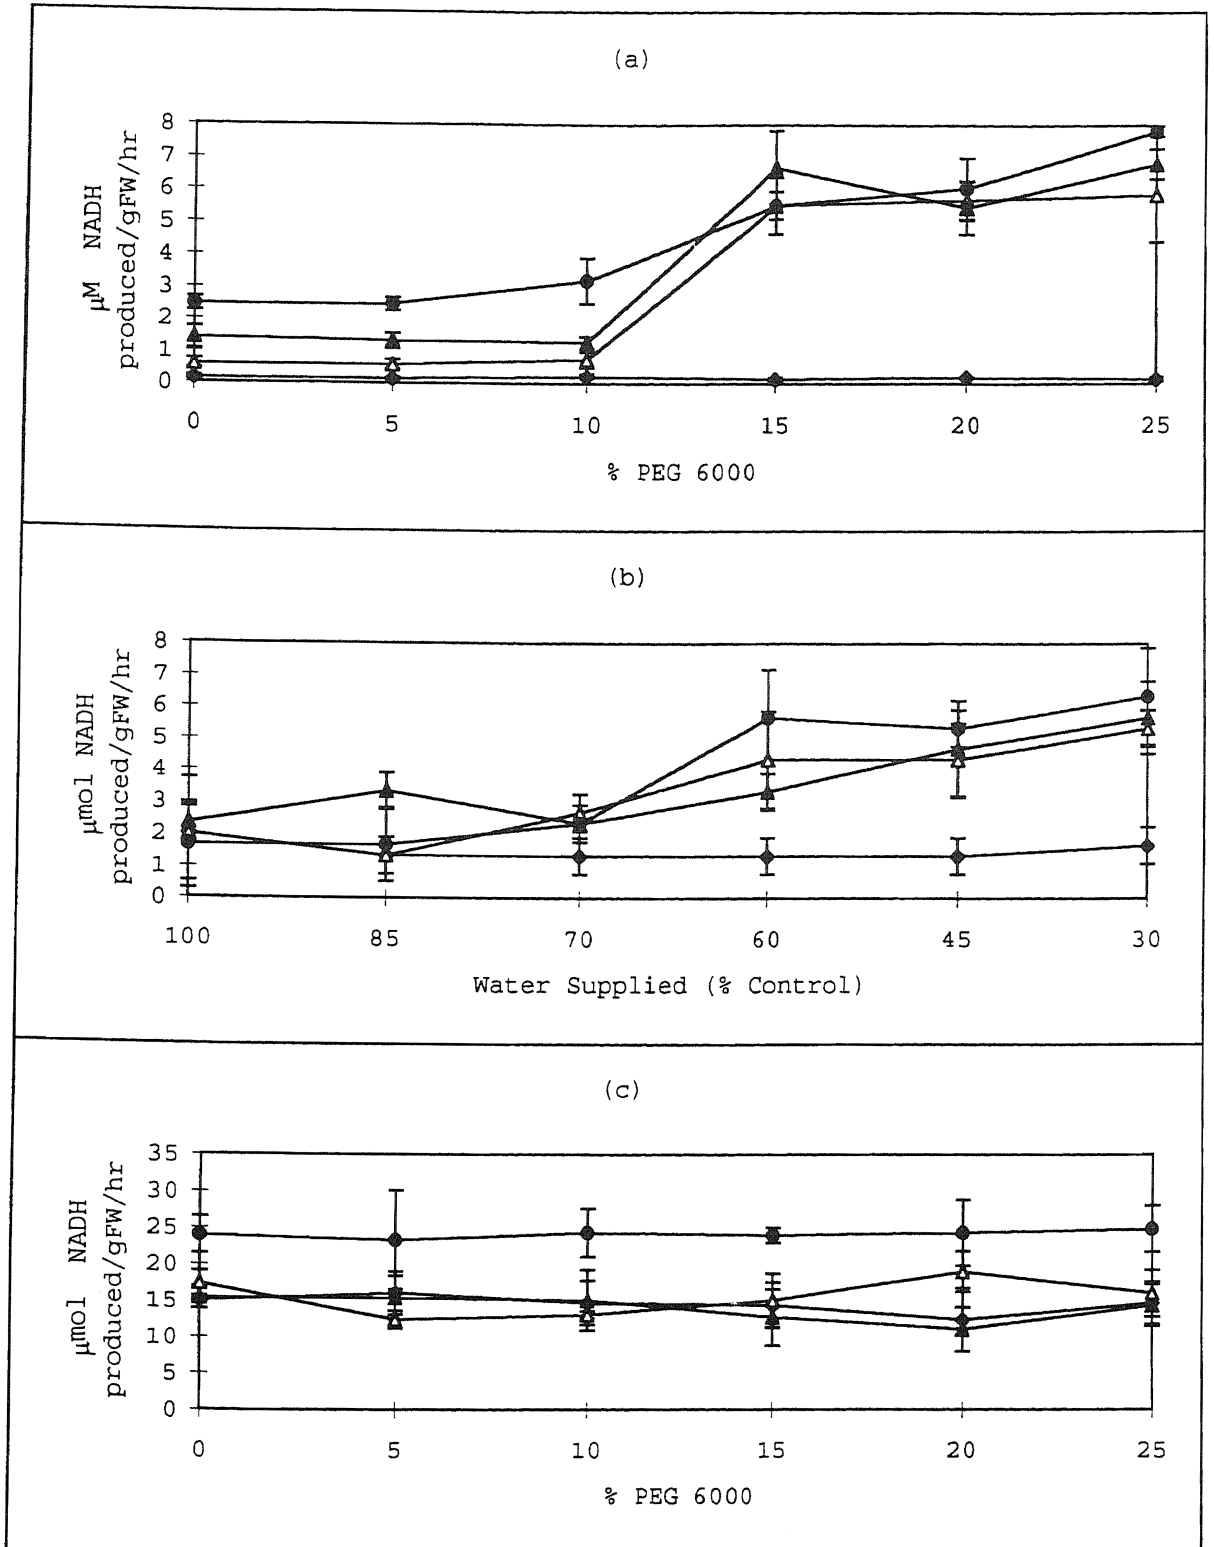 (a)
μM NADH
produced/gFW/hr
8
7
6
5
4
3
2
1
0
0 5 10 15 20 25
% PEG 6000
(b)
μmol NADH
produced/gFW/hr
8
7
6
5
4
3
2
1
0
100 85 70 60 45 30
Water Supplied (% Control)
(c)
μmol NADH
produced/gFW/hr
35
30
25
20
15
10
5
0
0 5 10 15 20 25
% PEG 6000